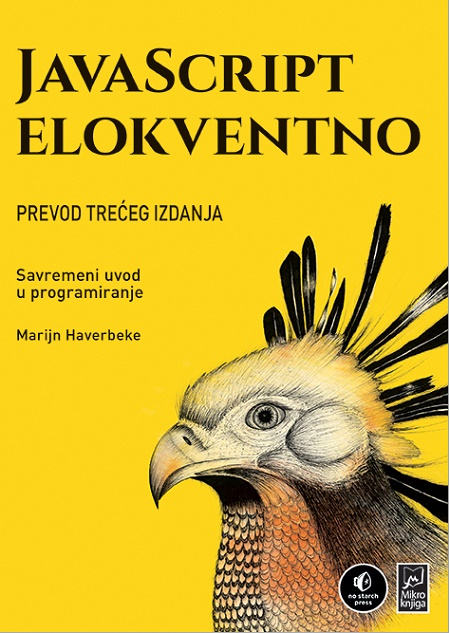 JAVASCRIPT
ELOKVENTNO
PREVOD TREĆEG IZDANJA
Savremeni uvod
u programiranje
Marijn Haverbeke
no starch
press
Mikro
knjiga